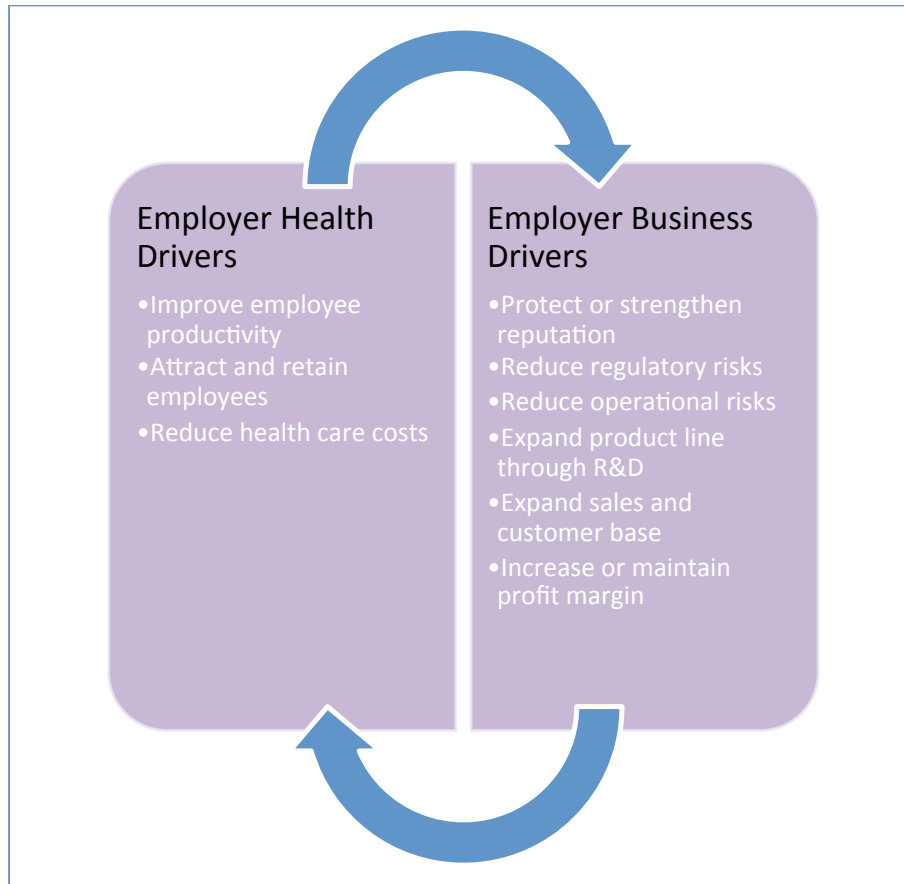 Employer Health
Drivers
•Improve employee
productivity
•Attract and retain
employees
•Reduce health care costs
Employer Business
Drivers
•Protect or strengthen
reputation
•Reduce regulatory risks
•Reduce operational risks
•Expand product line
through R&D
•Expand sales and
customer base
•Increase or maintain
profit margin